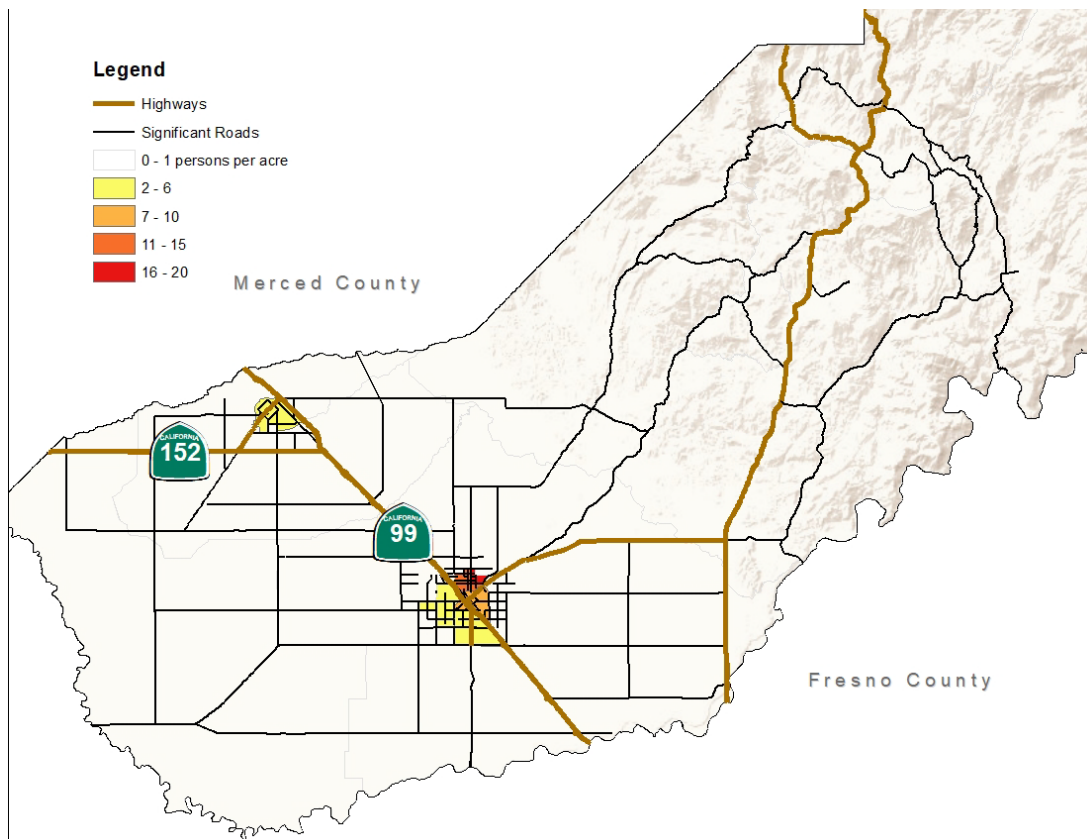 Legend
Highways
Significant Roads
0 - 1 persons per acre
2 - 6
7 - 10
11 - 15
16 - 20
Merced County
CALIFORNIA
152
CALIFORNIA
99
Fresno County